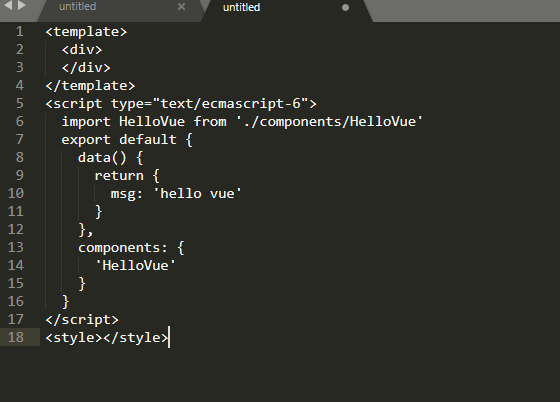 untitled × untitled
1 <template>
2   <div>
3   </div>
4 </template>
5 <script type="text/ecmascript-6">
6   import HelloVue from './components/HelloVue'
7   export default {
8     data() {
9       return {
10         msg: 'hello vue'
11       }
12     },
13     components: {
14       'HelloVue'
15     }
16   }
17 </script>
18 <style></style>